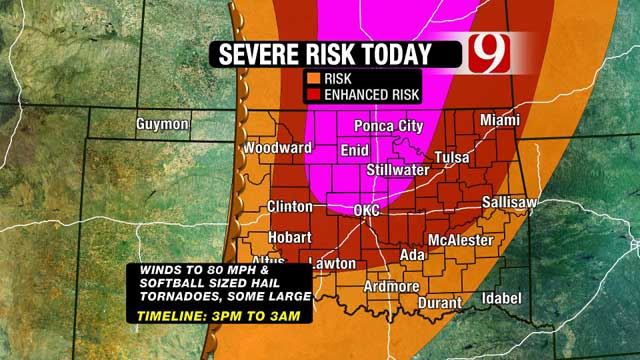 SEVERE RISK TODAY 9
RISK
ENHANCED RISK
Guymon
Ponca City
Miami
Woodward
Enid
Stillwater
Tulsa
Clinton
OKC
Sallisaw
Hobart
McAlester
Altus
Lawton
Ada
WINDS TO 80 MPH &
SOFTBALL SIZED HAIL
TORNADOES, SOME LARGE
TIMELINE: 3PM TO 3AM
Ardmore
Durant
Idabel